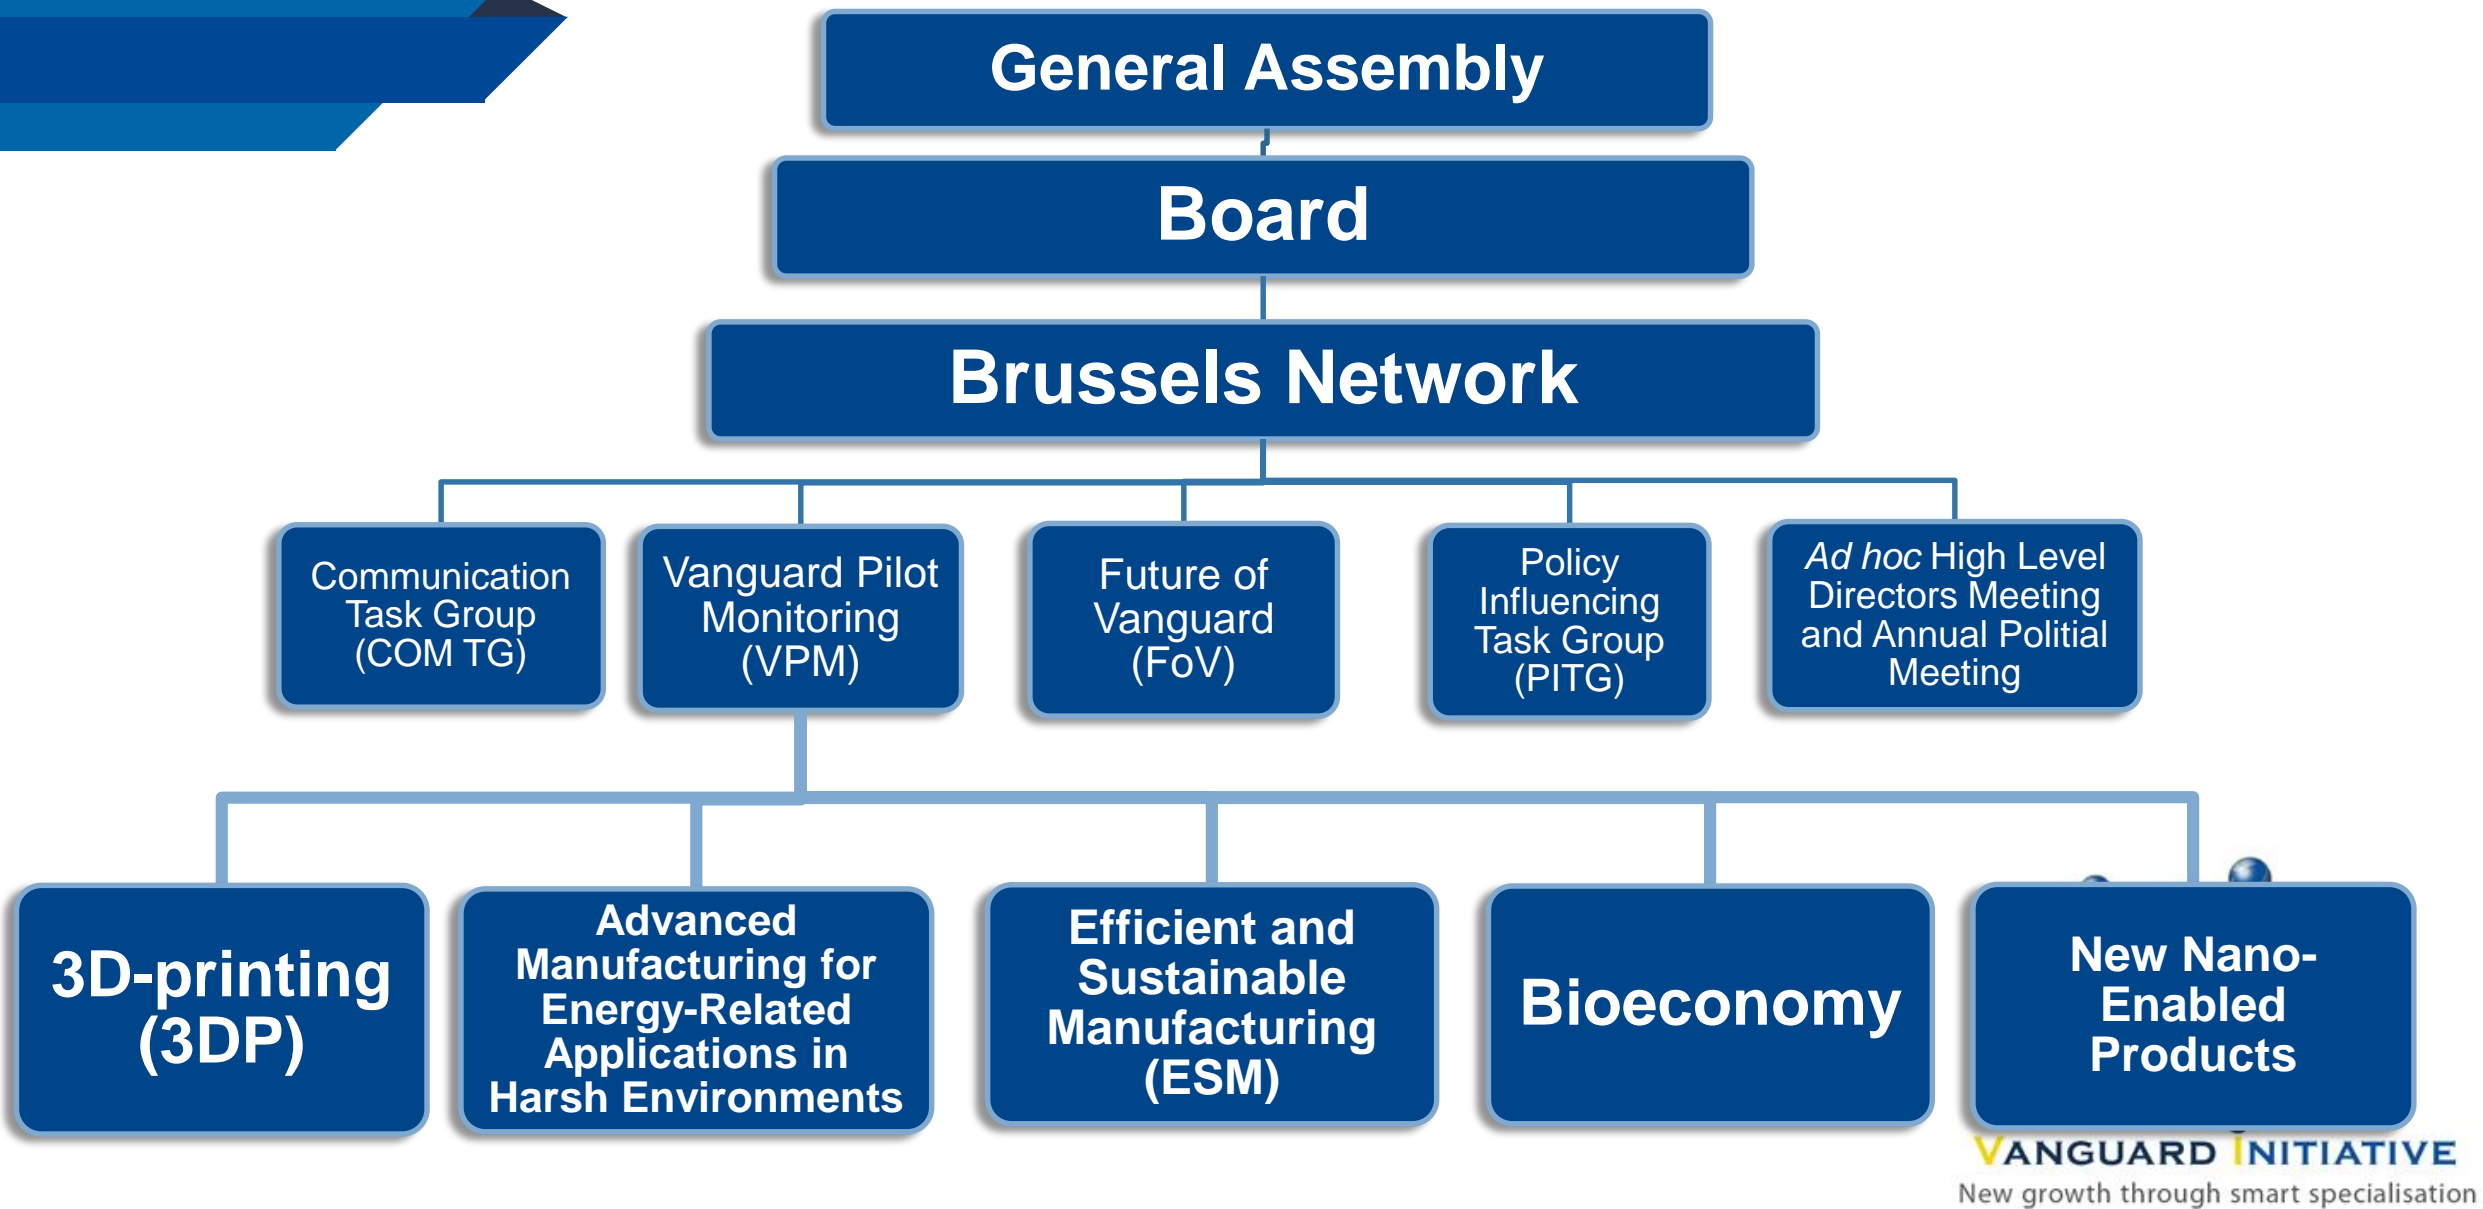 General Assembly
Board
Brussels Network
Communication
Task Group
(COM TG)
Vanguard Pilot
Monitoring
(VPM)
Future of
Vanguard
(FoV)
Policy
Influencing
Task Group
(PITG)
Ad hoc High Level
Directors Meeting
and Annual Politial
Meeting
3D-printing
(3DP)
Advanced
Manufacturing for
Energy-Related
Applications in
Harsh Environments
Efficient and
Sustainable
Manufacturing
(ESM)
Bioeconomy
New Nano-
Enabled
Products
VANGUARD INITIATIVE
New growth through smart specialisation